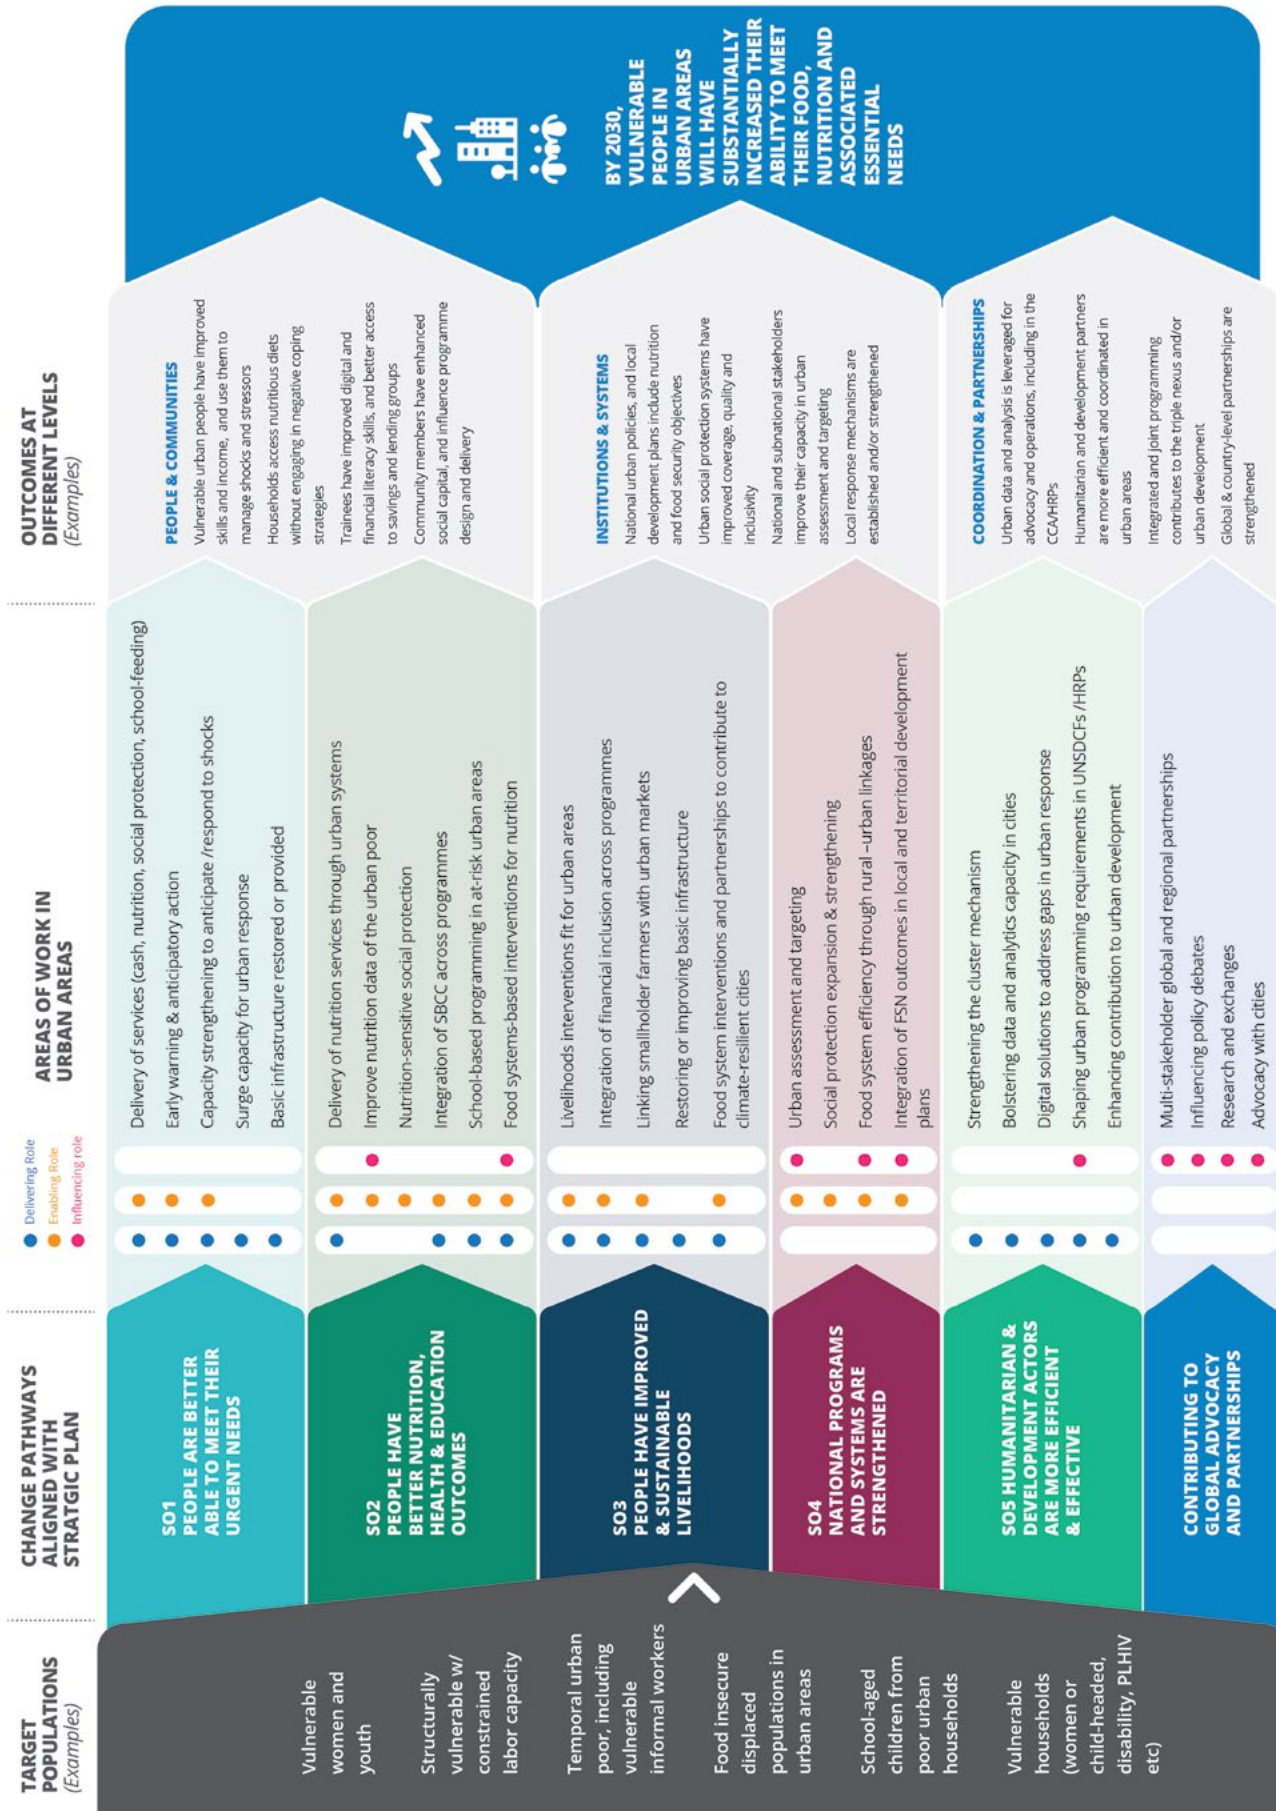 TARGET
POPULATIONS
(Examples)
CHANGE PATHWAYS
ALIGNED WITH
STRATGIC PLAN
Delivering Role
Enabling Role
Influencing role
AREAS OF WORK IN
URBAN AREAS
OUTCOMES AT
DIFFERENT LEVELS
(Examples)
Vulnerable
women and
youth
Structurally
vulnerable w/
constrained
labor capacity
Temporal urban
poor, including
vulnerable
informal workers
Food insecure
displaced
populations in
urban areas
School-aged
children from
poor urban
households
Vulnerable
households
(women or
child-headed,
disability, PLHIV
etc)
SO1
PEOPLE ARE BETTER
ABLE TO MEET THEIR
URGENT NEEDS
Delivery of services (cash, nutrition, social protection, school-feeding)
Early warning & anticipatory action
Capacity strengthening to anticipate /respond to shocks
Surge capacity for urban response
Basic infrastructure restored or provided
SO2
PEOPLE HAVE
BETTER NUTRITION,
HEALTH & EDUCATION
OUTCOMES
Delivery of nutrition services through urban systems
Improve nutrition data of the urban poor
Nutrition-sensitive social protection
Integration of SBCC across programmes
School-based programming in at-risk urban areas
Food systems-based interventions for nutrition
SO3
PEOPLE HAVE IMPROVED
& SUSTAINABLE
LIVELIHOODS
Livelihoods interventions fit for urban areas
Integration of financial inclusion across programmes
Linking smallholder farmers with urban markets
Restoring or improving basic infrastructure
Food system interventions and partnerships to contribute to
climate-resilient cities
SO4
NATIONAL PROGRAMS
AND SYSTEMS ARE
STRENGTHENED
Urban assessment and targeting
Social protection expansion & strengthening
Food system efficiency through rural –urban linkages
Integration of FSN outcomes in local and territorial development
plans
SO5 HUMANITARIAN &
DEVELOPMENT ACTORS
ARE MORE EFFICIENT
& EFFECTIVE
Strengthening the cluster mechanism
Bolstering data and analytics capacity in cities
Digital solutions to address gaps in urban response
Shaping urban programming requirements in UNSDCFs /HRPs
Enhancing contribution to urban development
CONTRIBUTING TO
GLOBAL ADVOCACY
AND PARTNERSHIPS
Multi-stakeholder global and regional partnerships
Influencing policy debates
Research and exchanges
Advocacy with cities
PEOPLE & COMMUNITIES
Vulnerable urban people have improved
skills and income, and use them to
manage shocks and stressors
Households access nutritious diets
without engaging in negative coping
strategies
Trainees have improved digital and
financial literacy skills, and better access
to savings and lending groups
Community members have enhanced
social capital, and influence programme
design and delivery
INSTITUTIONS & SYSTEMS
National urban policies, and local
development plans include nutrition
and food security objectives
Urban social protection systems have
improved coverage, quality and
inclusivity
National and subnational stakeholders
improve their capacity in urban
assessment and targeting
Local response mechanisms are
established and/or strengthened
COORDINATION & PARTNERSHIPS
Urban data and analysis is leveraged for
advocacy and operations, including in the
CCA/HRPs
Humanitarian and development partners
are more efficient and coordinated in
urban areas
Integrated and joint programming
contributes to the triple nexus and/or
urban development
Global & country-level partnerships are
strengthened
BY 2030,
VULNERABLE
PEOPLE IN
URBAN AREAS
WILL HAVE
SUBSTANTIALLY
INCREASED THEIR
ABILITY TO MEET
THEIR FOOD,
NUTRITION AND
ASSOCIATED
ESSENTIAL
NEEDS